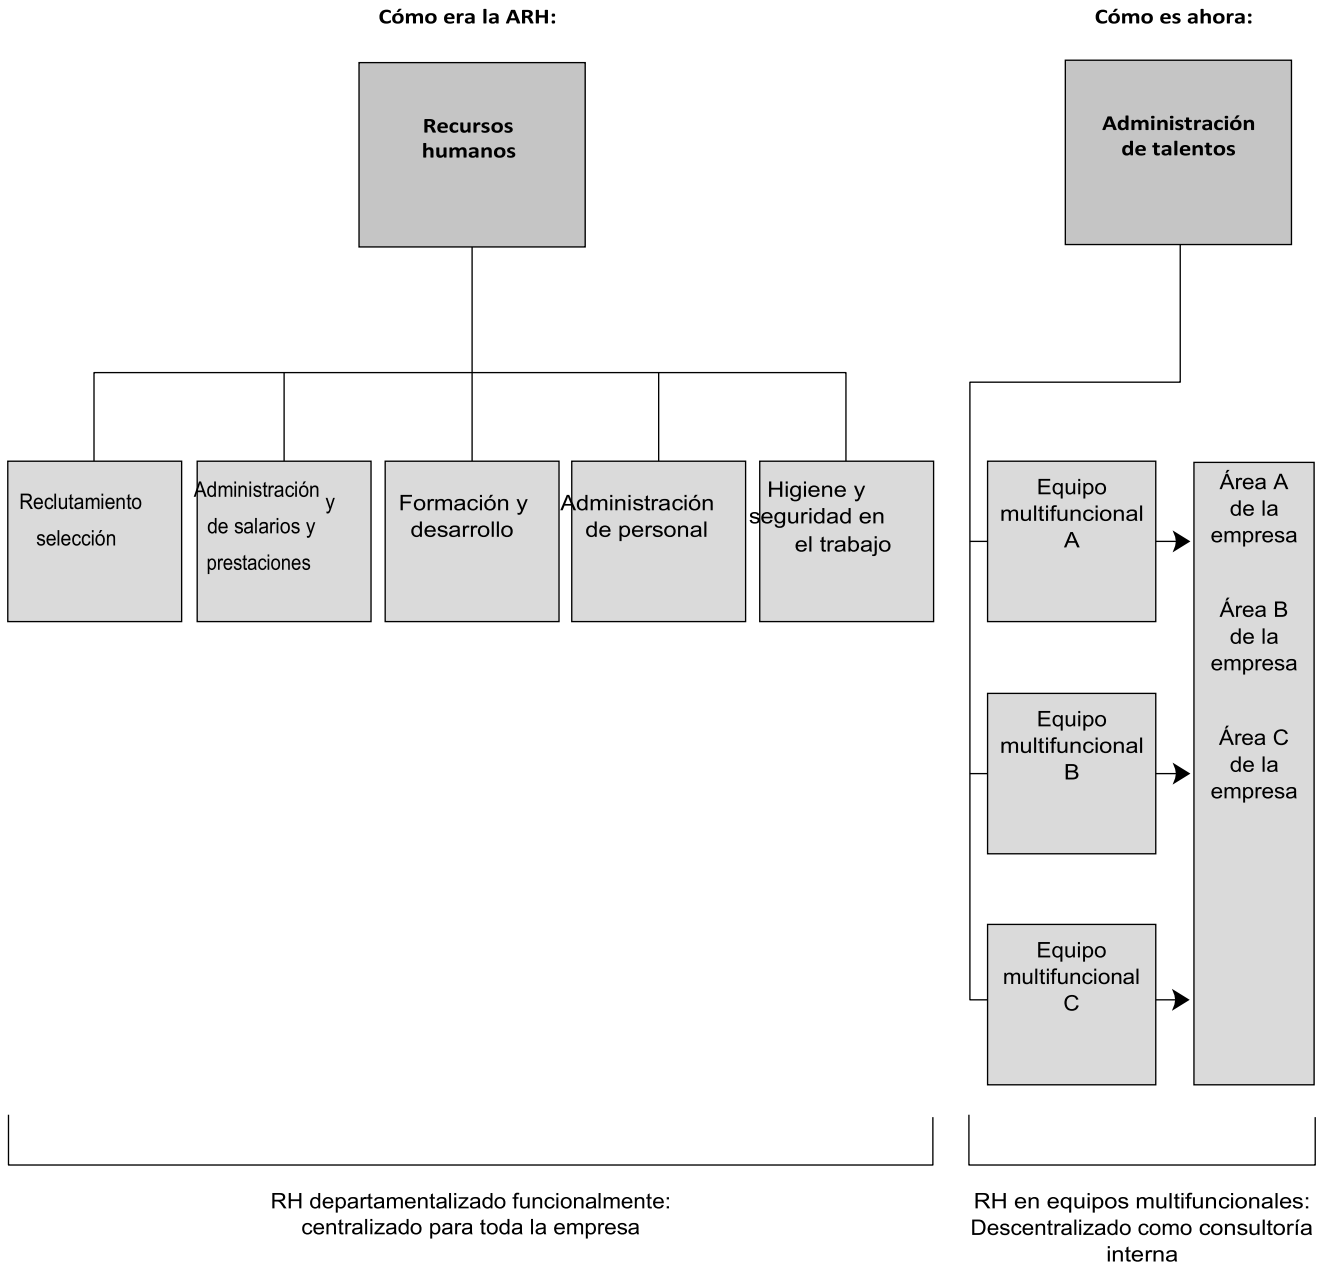 Cómo era la ARH:
Cómo es ahora:
Recursos
humanos
Administración
de talentos
Reclutamiento
selección
Administración y
de salarios y
prestaciones
Formación y
desarrollo
Administración
de personal
Higiene y
seguridad en
el trabajo
Equipo
multifuncional
A
Área A
de la
empresa
Área B
de la
empresa
Equipo
multifuncional
B
Área C
de la
empresa
Equipo
multifuncional
C
RH departamentalizado funcionalmente:
centralizado para toda la empresa
RH en equipos multifuncionales:
Descentralizado como consultoría
interna